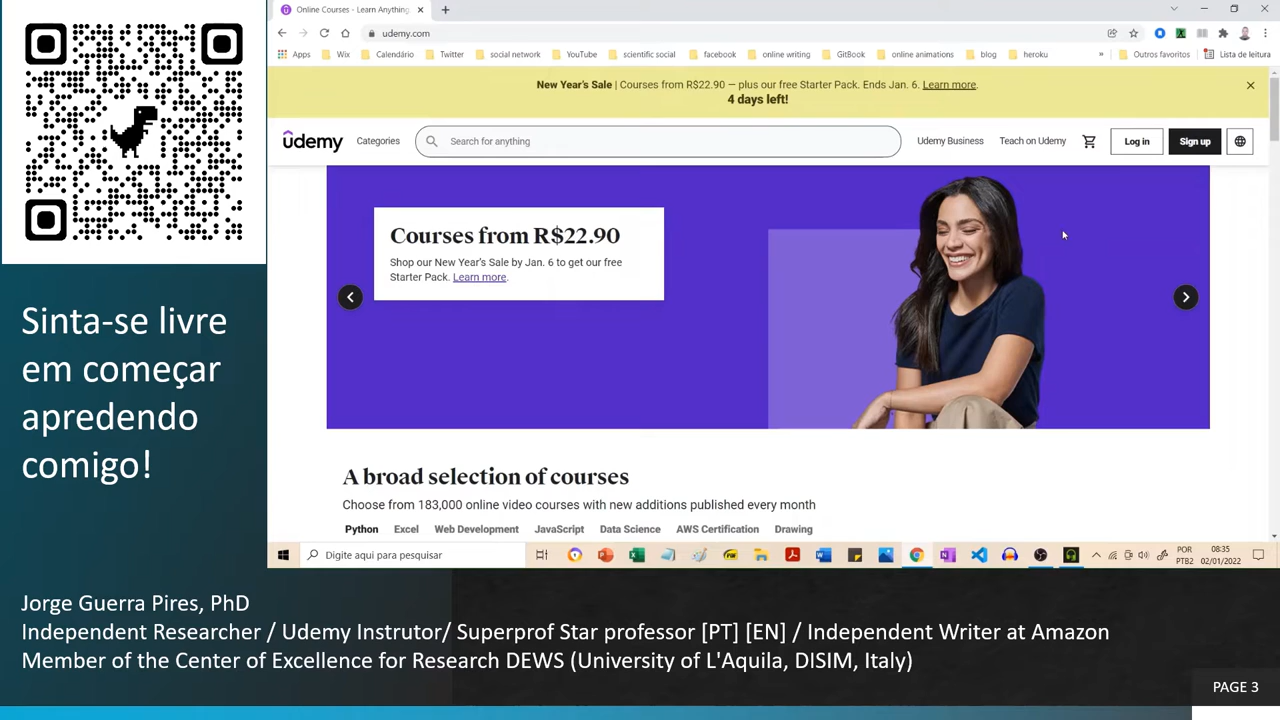 Online Courses - Learn Anything
udemy.com
Apps
Wix
Calendário
Twitter
social network
YouTube
scientific social
facebook
online writing
GitBook
online animations
blog
heroku
»
Outros favoritos
Lista de leitura
New Year's Sale | Courses from R$22.90 — plus our free Starter Pack. Ends Jan. 6. Learn more.
4 days left!
udemy
Categories
Search for anything
Udemy Business
Teach on Udemy
Log in
Sign up
Courses from R$22.90
Shop our New Year's Sale by Jan. 6 to get our free
Starter Pack. Learn more.
A broad selection of courses
Choose from 183,000 online video courses with new additions published every month
Python
Excel
Web Development
JavaScript
Data Science
AWS Certification
Drawing
Digite aqui para pesquisar
POR
PTB2
08:35
02/01/2022
Sinta-se livre
em começar
apredendo
comigo!
Jorge Guerra Pires, PhD
Independent Researcher / Udemy Instrutor/ Superprof Star professor [PT] [EN] / Independent Writer at Amazon
Member of the Center of Excellence for Research DEWS (University of L'Aquila, DISIM, Italy)
PAGE 3